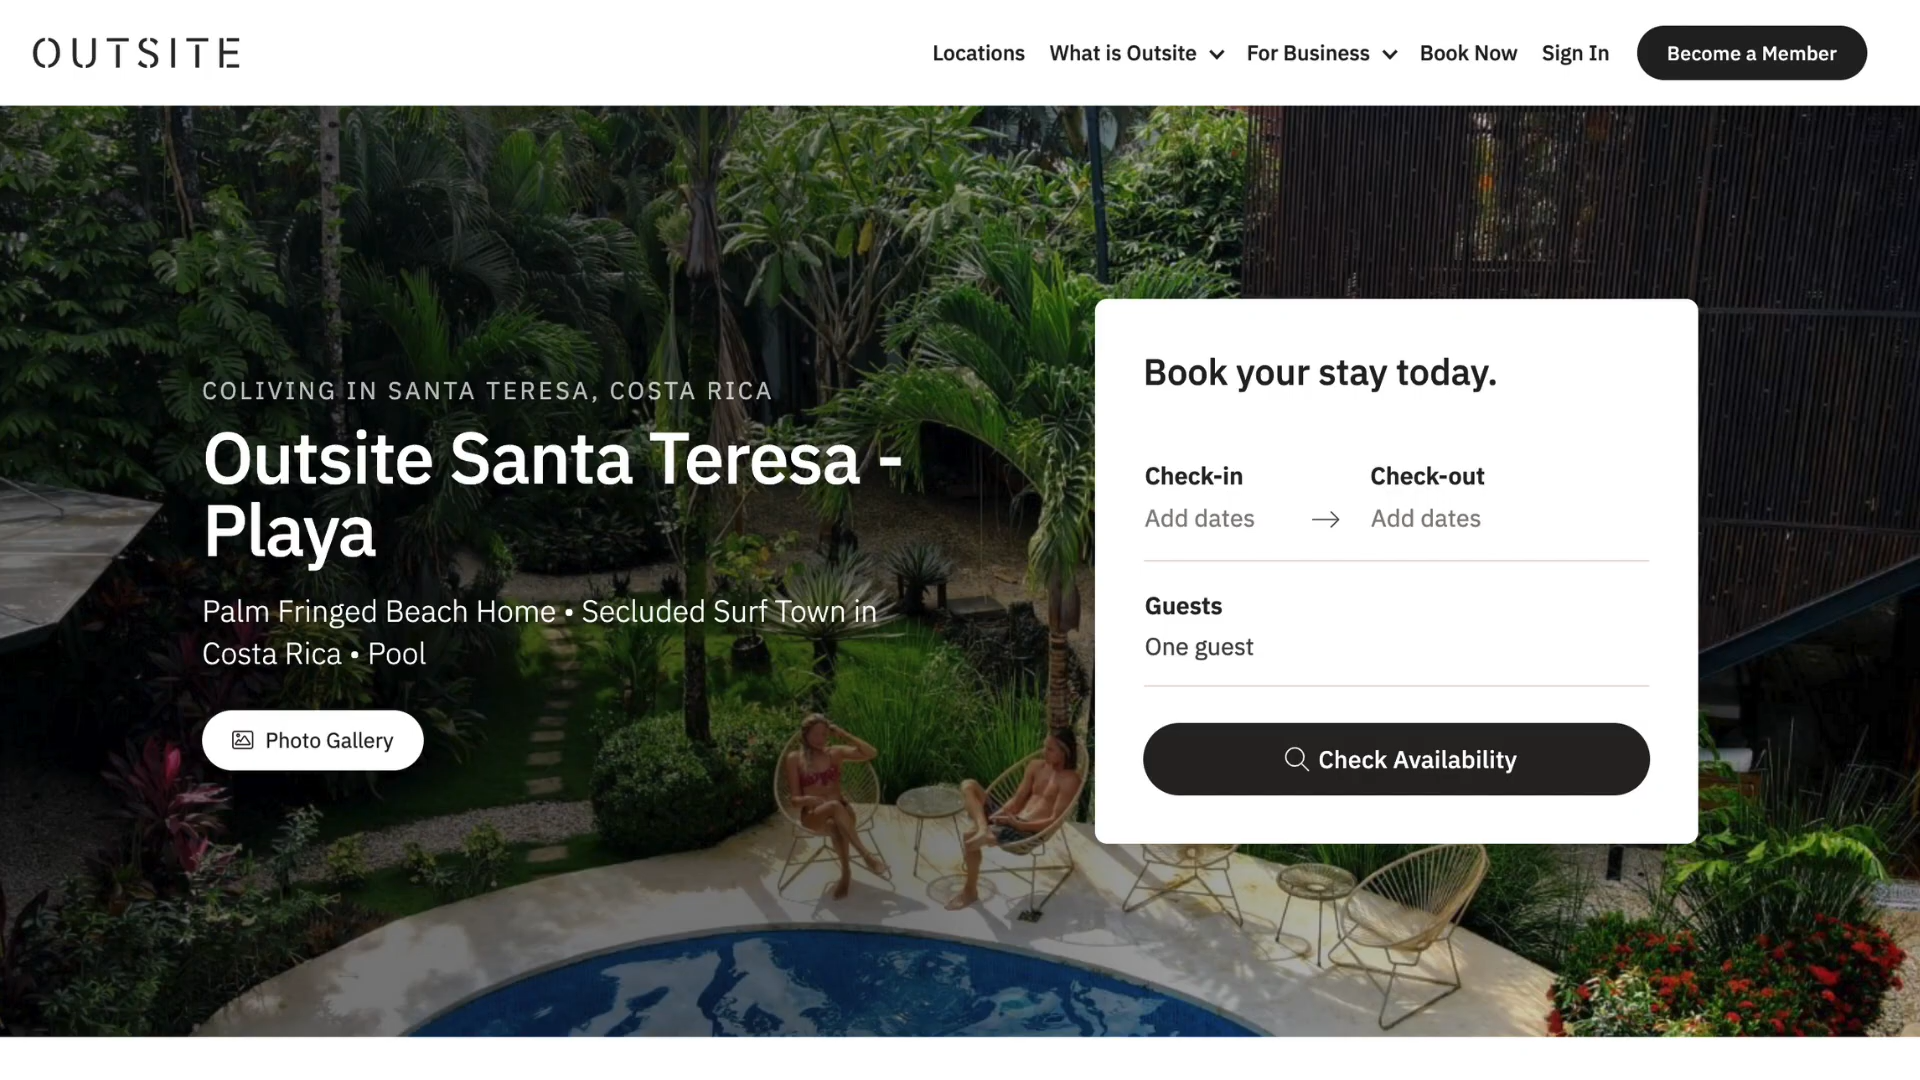 OUTSITE
Locations
What is Outsite
For Business
Book Now
Sign In
Become a Member
COLIVING IN SANTA TERESA, COSTA RICA
Outsite Santa Teresa -
Playa
Palm Fringed Beach Home • Secluded Surf Town in
Costa Rica • Pool
Photo Gallery
Book your stay today.
Check-in
Check-out
Add dates
Add dates
Guests
One guest
Check Availability